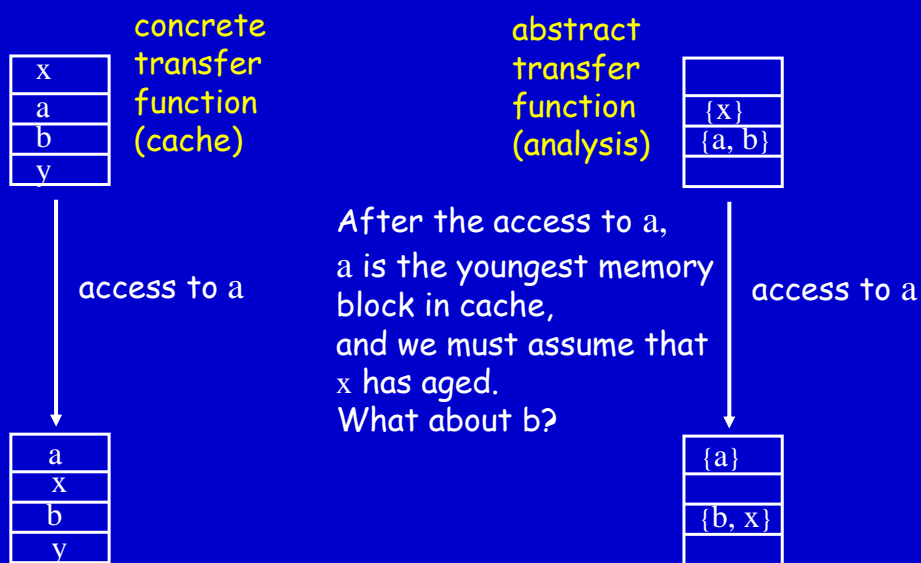 concrete
transfer
function
(cache)
x
a
b
y
abstract
transfer
function
(analysis)
{x}
{a, b}
access to a
After the access to a,
a is the youngest memory
block in cache,
and we must assume that
x has aged.
What about b?
access to a
a
x
b
y
{a}
{b, x}